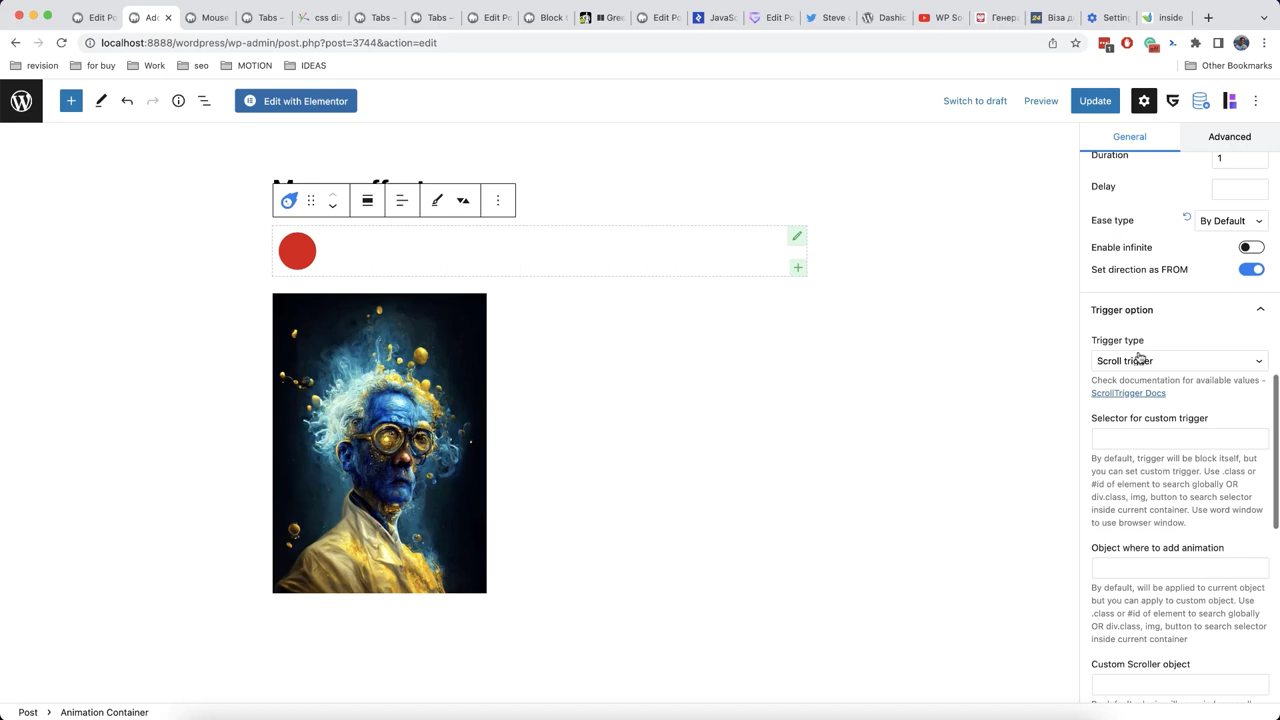 Edit Po
Adc
Mouse
Tabs –
css dis
Tabs –
Tabs –
Edit Po
Block t
Gree
Edit Po
JavaSc
Edit Po
Steve c
Dashb
WP So
Генера
Віза д
Setting
inside
localhost:8888/wordpress/wp-admin/post.php?post=3744&action=edit
revision
for buy
Work
seo
MOTION
IDEAS
Other Bookmarks
Edit with Elementor
Switch to draft
Preview
Update
General
Advanced
Duration
1
Delay
Ease type
By Default
Enable infinite
Set direction as FROM
Trigger option
Trigger type
Scroll trigger
Check documentation for available values -
ScrollTrigger Docs
Selector for custom trigger
By default, trigger will be block itself, but
you can set custom trigger. Use .class or
#id of element to search globally OR
div.class, img, button to search selector
inside current container. Use word window
to use browser window.
Object where to add animation
By default, will be applied to current object
but you can apply to custom object. Use
.class or #id of element to search globally
OR div.class, img, button to search selector
inside current container
Custom Scroller object
Post
Animation Container